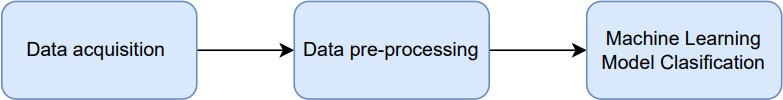 Data acquisition
Data pre-processing
Machine Learning
Model Clasification